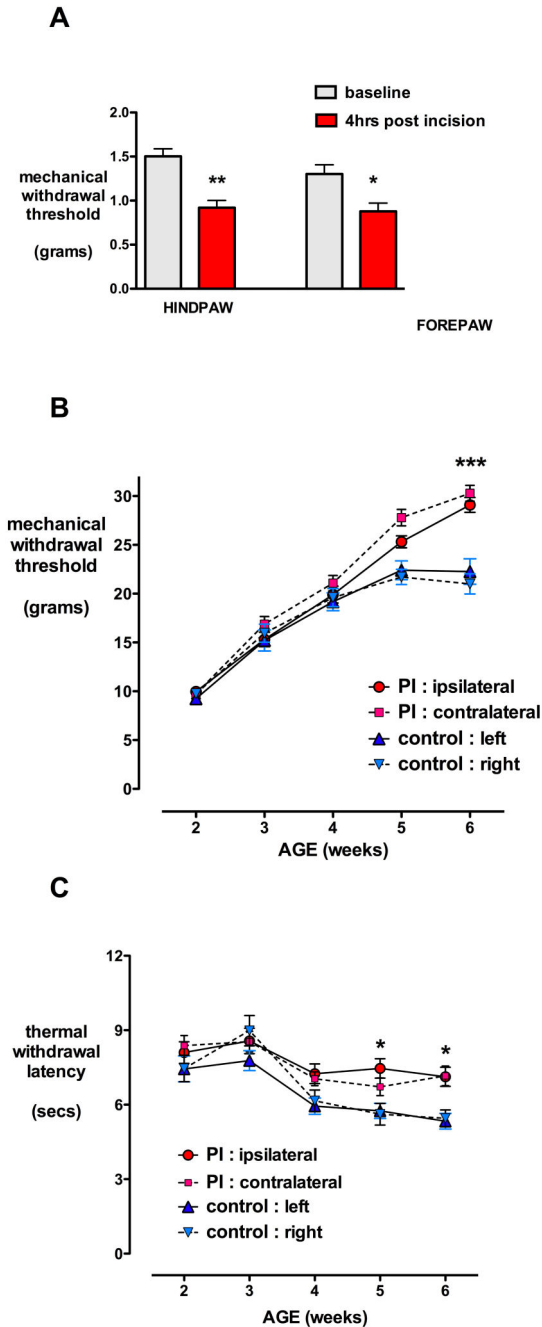 A
baseline
4hrs post incision
2.0
1.5
1.0
0.5
0.0
mechanical
withdrawal
threshold
(grams)
**
*
HINDPAW
FOREPAW
B
***
30
25
20
15
10
5
0
mechanical
withdrawal
threshold
(grams)
PI : ipsilateral
PI : contralateral
control : left
control : right
2 3 4 5 6
AGE (weeks)
C
12
9
6
3
0
thermal
withdrawal
latency
(secs)
* *
PI : ipsilateral
PI : contralateral
control : left
control : right
2 3 4 5 6
AGE (weeks)